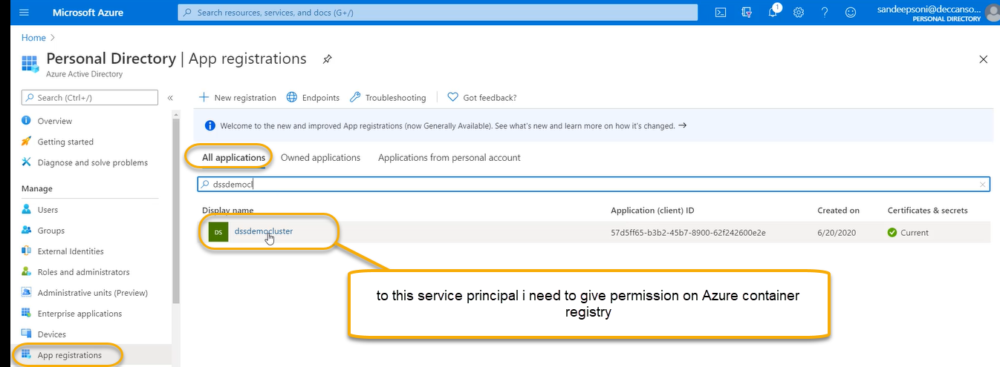 Microsoft Azure
Search resources, services, and docs (G+/)
1
sandeepsoni@deccanso...
PERSONAL DIRECTORY
Home >
Personal Directory | App registrations
Azure Active Directory
Search (Ctrl+/)
«
New registration
Endpoints
Troubleshooting
Got feedback?
Overview
Getting started
Diagnose and solve problems
Manage
Users
Groups
External Identities
Roles and administrators
Administrative units (Preview)
Enterprise applications
Devices
App registrations
Welcome to the new and improved App registrations (now Generally Available). See what's new and learn more on how it's changed. →
All applications
Owned applications
Applications from personal account
dssdemocl
Display name
Application (client) ID
Created on
Certificates & secrets
DS
dssdemocluster
57d5ff65-b3b2-45b7-8900-62f242600e2e
6/20/2020
Current
to this service principal i need to give permission on Azure container
registry